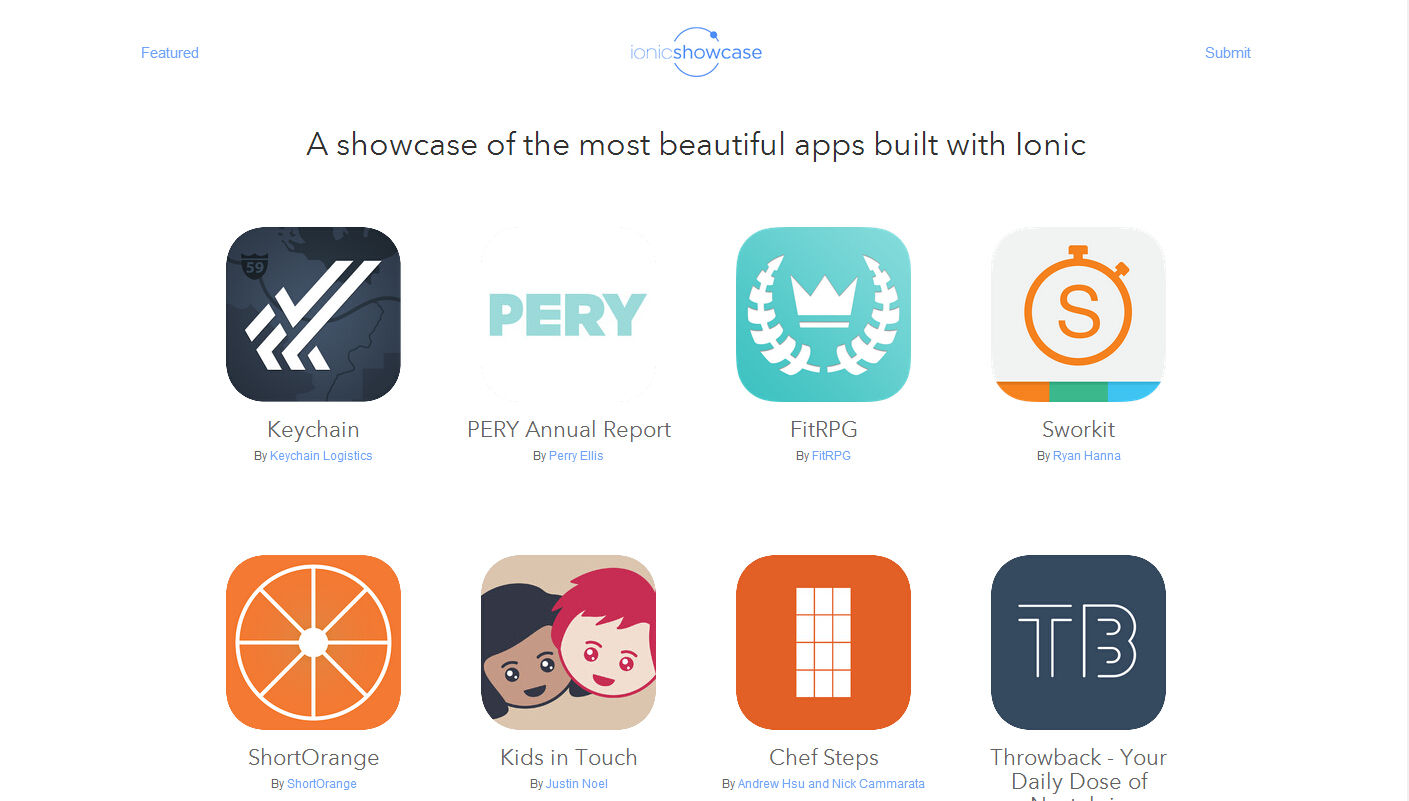 Featured
ionicshowcase
Submit
A showcase of the most beautiful apps built with Ionic
59
PERY
S
Keychain
PERY Annual Report
FitRPG
Sworkit
By Keychain Logistics
By Perry Ellis
By FitRPG
By Ryan Hanna
TB
ShortOrange
Kids in Touch
Chef Steps
Throwback - Your
Daily Dose of
By ShortOrange
By Justin Noel
By Andrew Hsu and Nick Cammarata